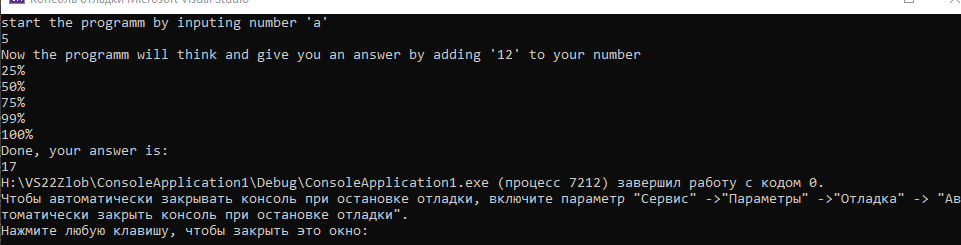 Консоль отладки Microsoft Visual Studio
start the programm by inputing number 'a'
5
Now the programm will think and give you an answer by adding '12' to your number
25%
50%
75%
99%
100%
Done, your answer is:
17
H:\VS22Zlob\ConsoleApplication1\Debug\ConsoleApplication1.exe (процесс 7212) завершил работу с кодом 0.
Чтобы автоматически закрывать консоль при остановке отладки, включите параметр "Сервис" ->"Параметры" ->"Отладка" -> "Ав
томатически закрыть консоль при остановке отладки".
Нажмите любую клавишу, чтобы закрыть это окно: